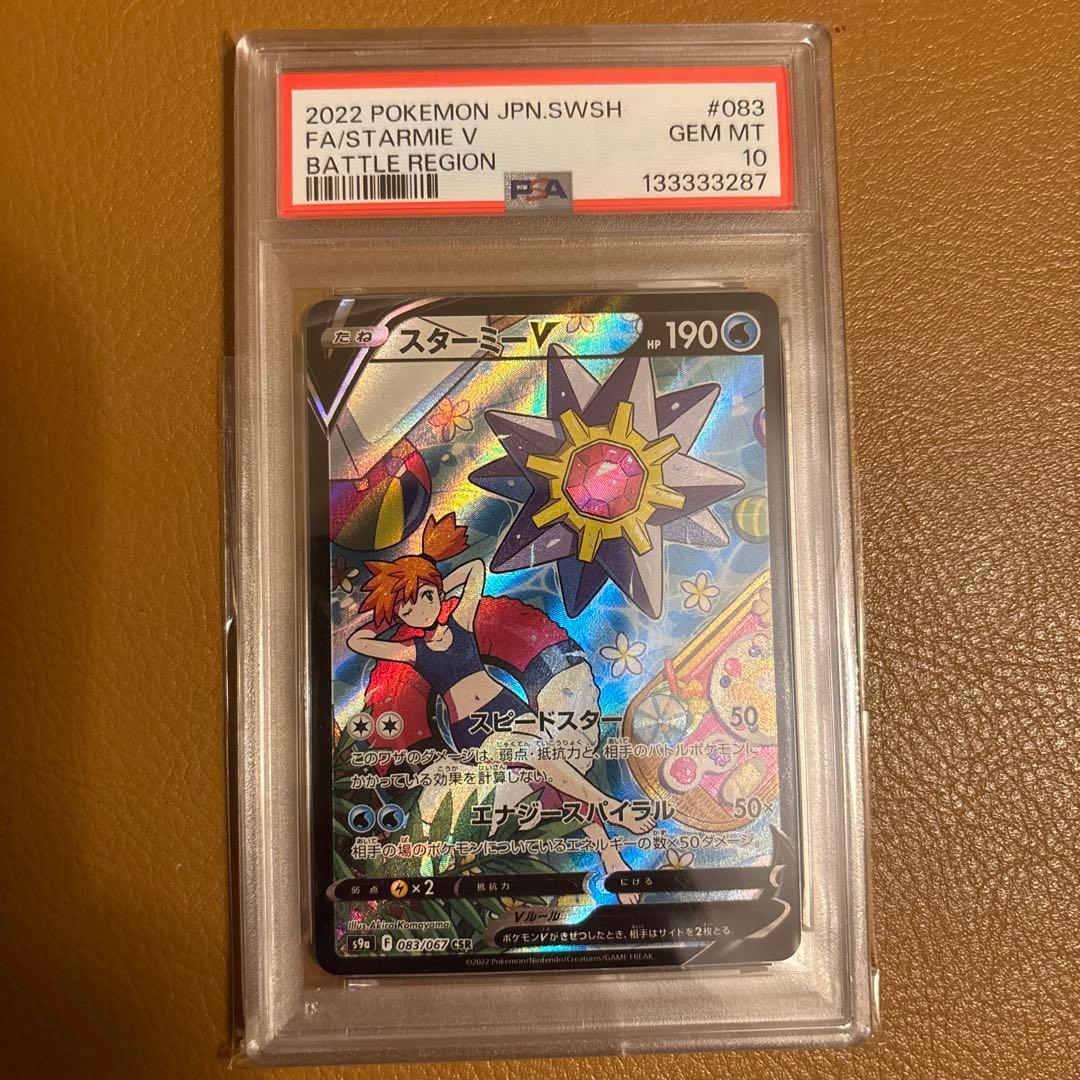 2022 POKEMON JPN.SWSH #083
FA/STARMIE V GEM MT
BATTLE REGION 10
PSA 133333287
たね スターミーV HP 190
スピードスター 50
このワザのダメージは、弱点・抵抗力と、相手のバトルポケモンに
かかっている効果を計算しない。
エナジースパイラル 50×
相手の場のポケモンについているエネルギーの数×50ダメージ。
弱点 ×2 抵抗力 にげる
Illus. Akira Komayama
Vルール
s9a F 083/067 CSR ポケモンVがきぜつしたとき、相手はサイドを2枚とる。
©2022 Pokémon/Nintendo/Creatures/GAME FREAK.